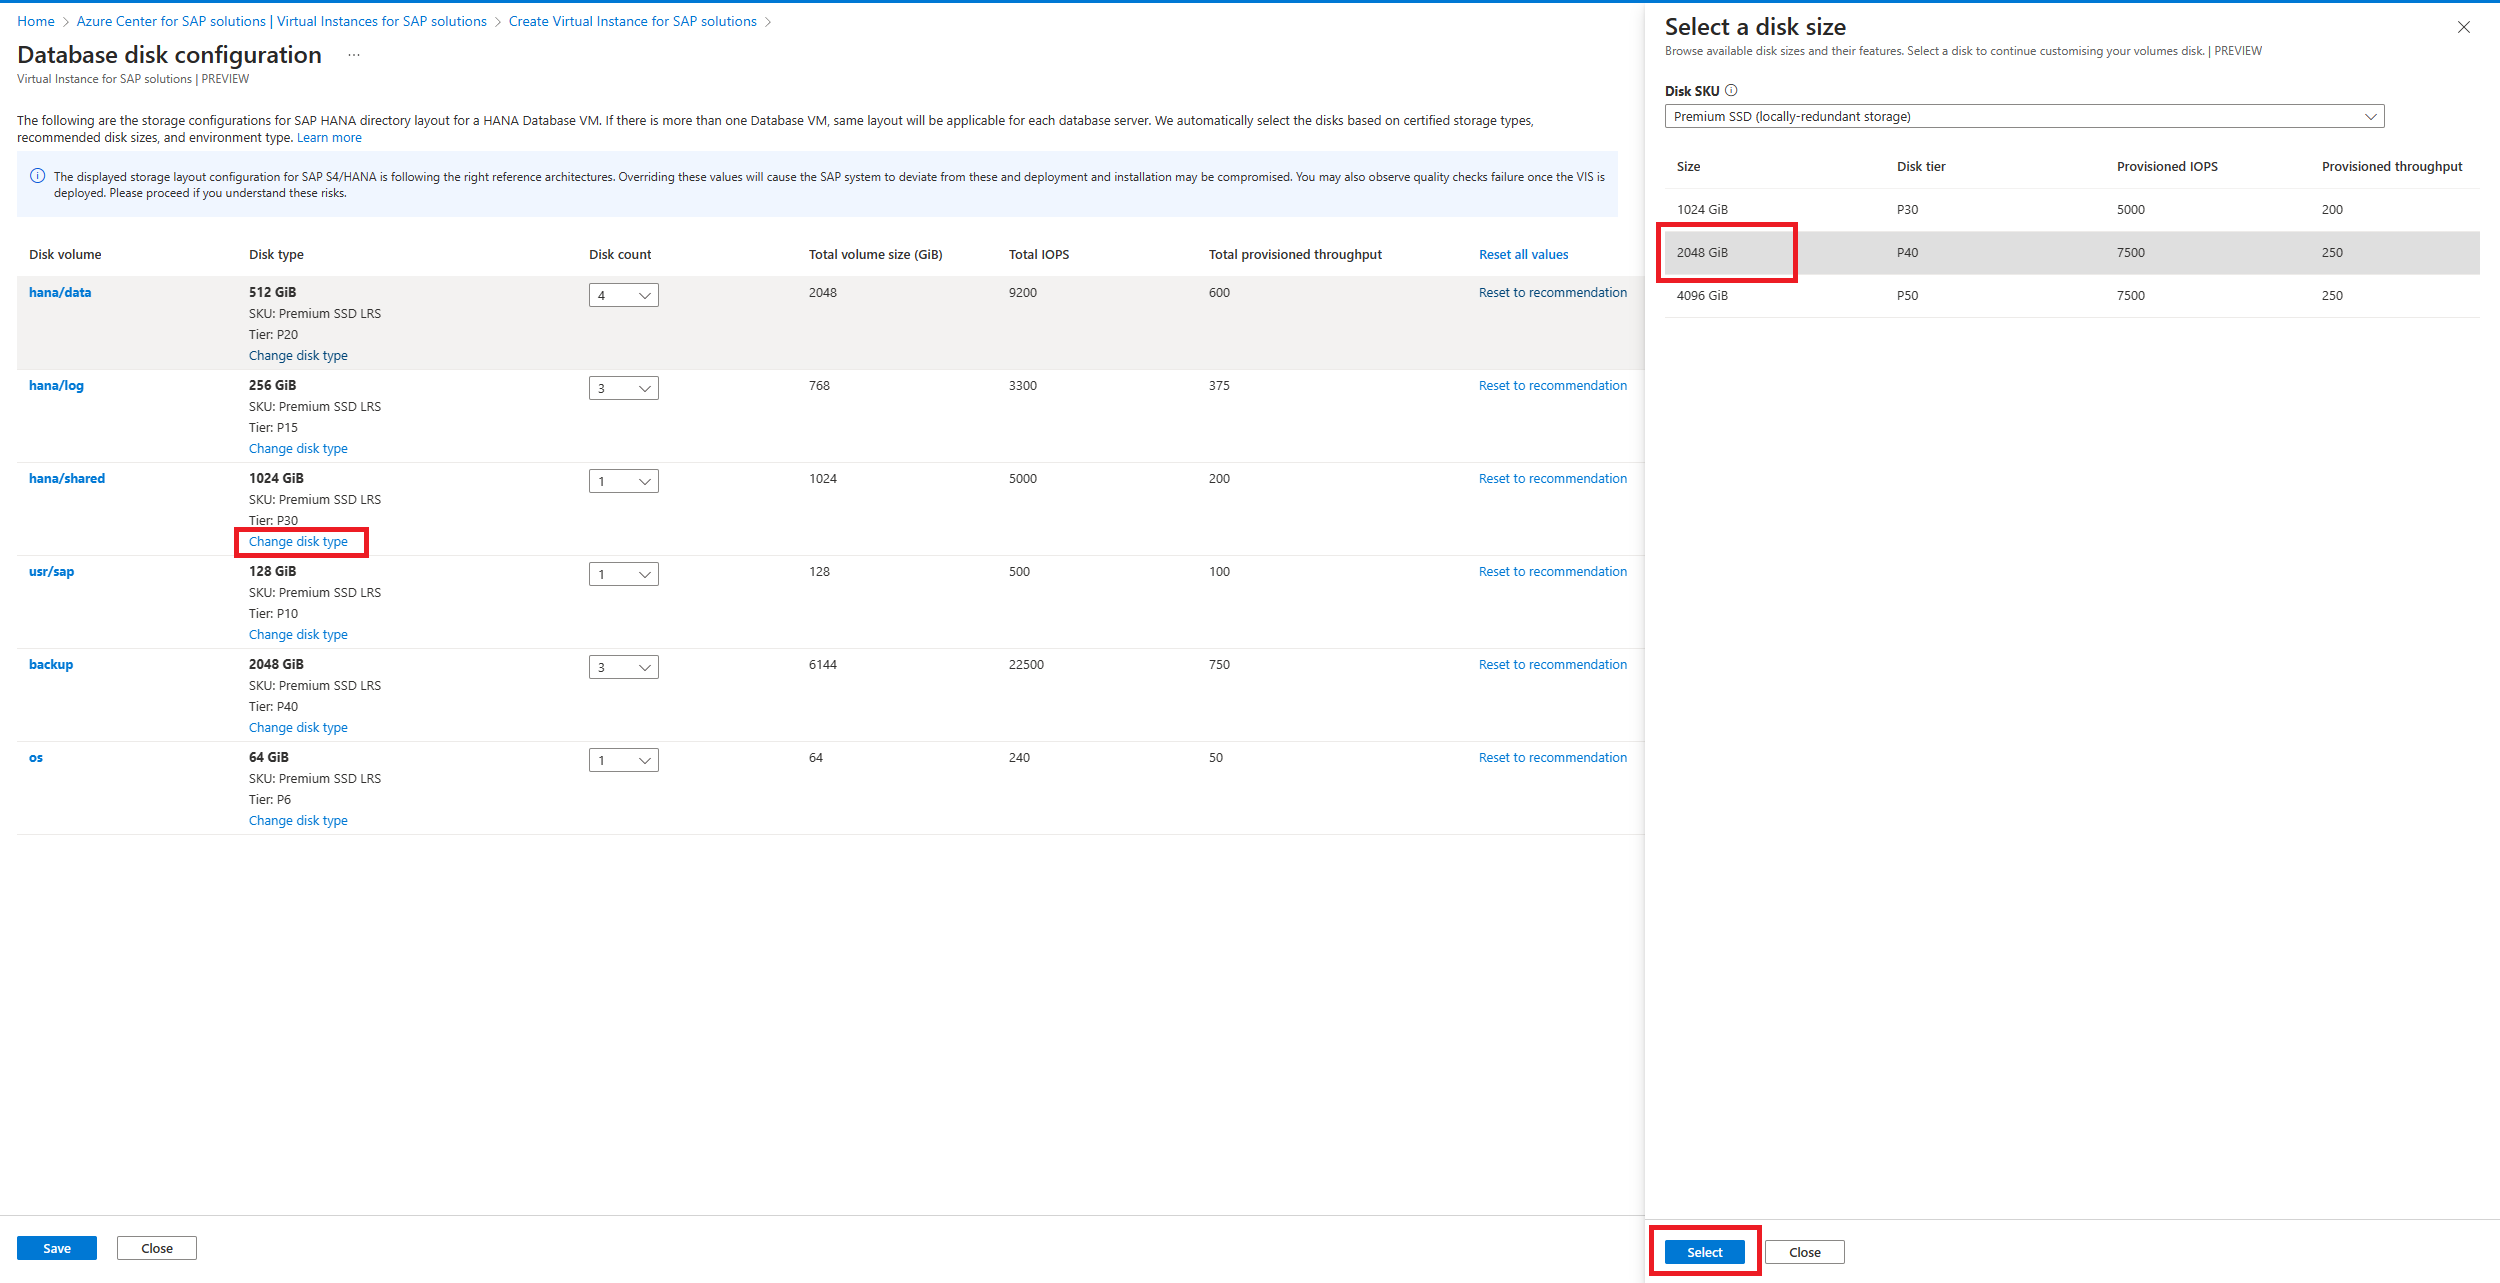 Home > Azure Center for SAP solutions | Virtual Instances for SAP solutions > Create Virtual Instance for SAP solutions >
Database disk configuration ...
Virtual Instance for SAP solutions | PREVIEW
The following are the storage configurations for SAP HANA directory layout for a HANA Database VM. If there is more than one Database VM, same layout will be applicable for each database server. We automatically select the disks based on certified storage types,
recommended disk sizes, and environment type. Learn more
The displayed storage layout configuration for SAP S4/HANA is following the right reference architectures. Overriding these values will cause the SAP system to deviate from these and deployment and installation may be compromised. You may also observe quality checks failure once the VIS is
deployed. Please proceed if you understand these risks.
Disk volume Disk type Disk count Total volume size (GiB) Total IOPS Total provisioned throughput Reset all values
hana/data 512 GiB 4 2048 9200 600 Reset to recommendation
SKU: Premium SSD LRS
Tier: P20
Change disk type
hana/log 256 GiB 3 768 3300 375 Reset to recommendation
SKU: Premium SSD LRS
Tier: P15
Change disk type
hana/shared 1024 GiB 1 1024 5000 200 Reset to recommendation
SKU: Premium SSD LRS
Tier: P30
Change disk type
usr/sap 128 GiB 1 128 500 100 Reset to recommendation
SKU: Premium SSD LRS
Tier: P10
Change disk type
backup 2048 GiB 3 6144 22500 750 Reset to recommendation
SKU: Premium SSD LRS
Tier: P40
Change disk type
os 64 GiB 1 64 240 50 Reset to recommendation
SKU: Premium SSD LRS
Tier: P6
Change disk type
Save Close
Select a disk size
Browse available disk sizes and their features. Select a disk to continue customising your volumes disk. | PREVIEW
Disk SKU
Premium SSD (locally-redundant storage)
Size Disk tier Provisioned IOPS Provisioned throughput
1024 GiB P30 5000 200
2048 GiB P40 7500 250
4096 GiB P50 7500 250
Select Close